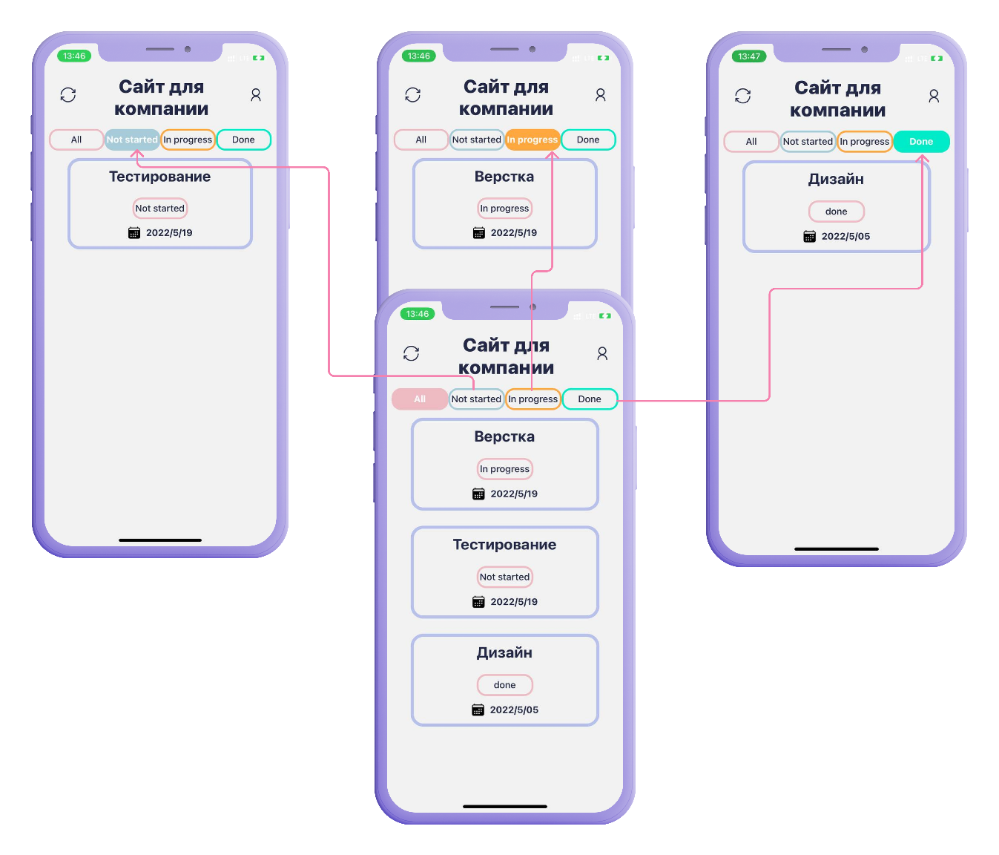 13:46
LTE
Сайт для
компании
All
Not started
In progress
Done
Тестирование
Not started
2022/5/19
13:46
LTE
Сайт для
компании
All
Not started
In progress
Done
Верстка
In progress
2022/5/19
13:47
LTE
Сайт для
компании
All
Not started
In progress
Done
Дизайн
done
2022/5/05
13:46
LTE
Сайт для
компании
All
Not started
In progress
Done
Верстка
In progress
2022/5/19
Тестирование
Not started
2022/5/19
Дизайн
done
2022/5/05